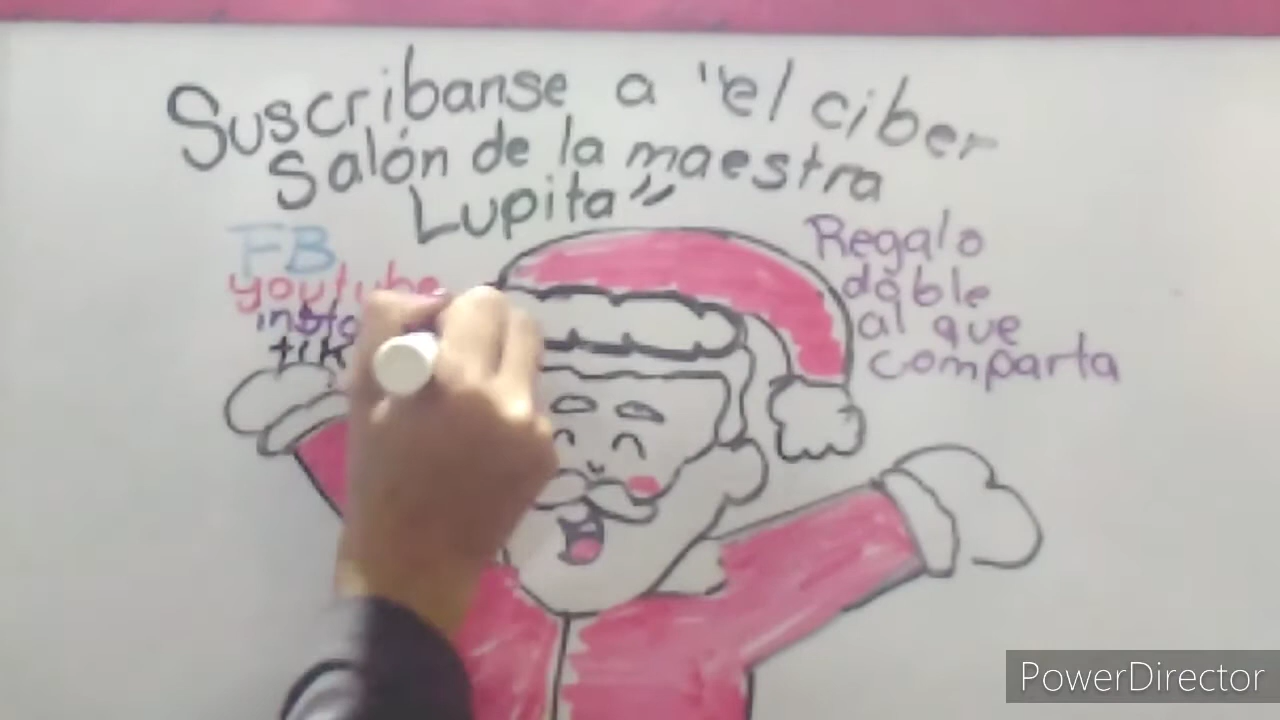 Suscribanse a "el ciber
Salón de la maestra
Lupita"
FB
youtube
Regalo
doble
al que
comparta
PowerDirector